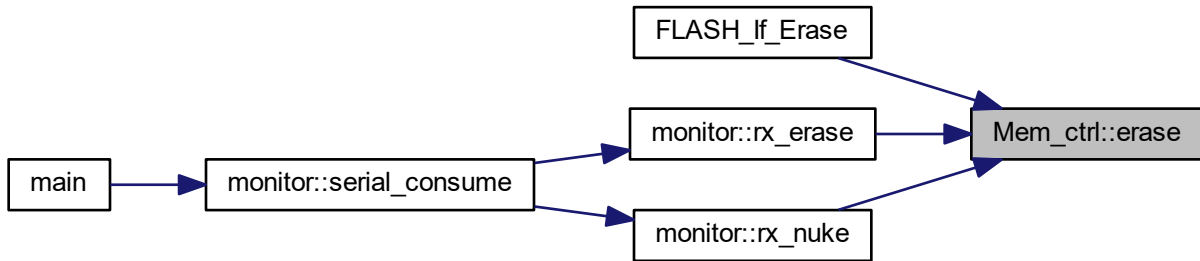 FLASH_If_Erase
monitor::rx_erase
Mem_ctrl::erase
main
monitor::serial_consume
monitor::rx_nuke